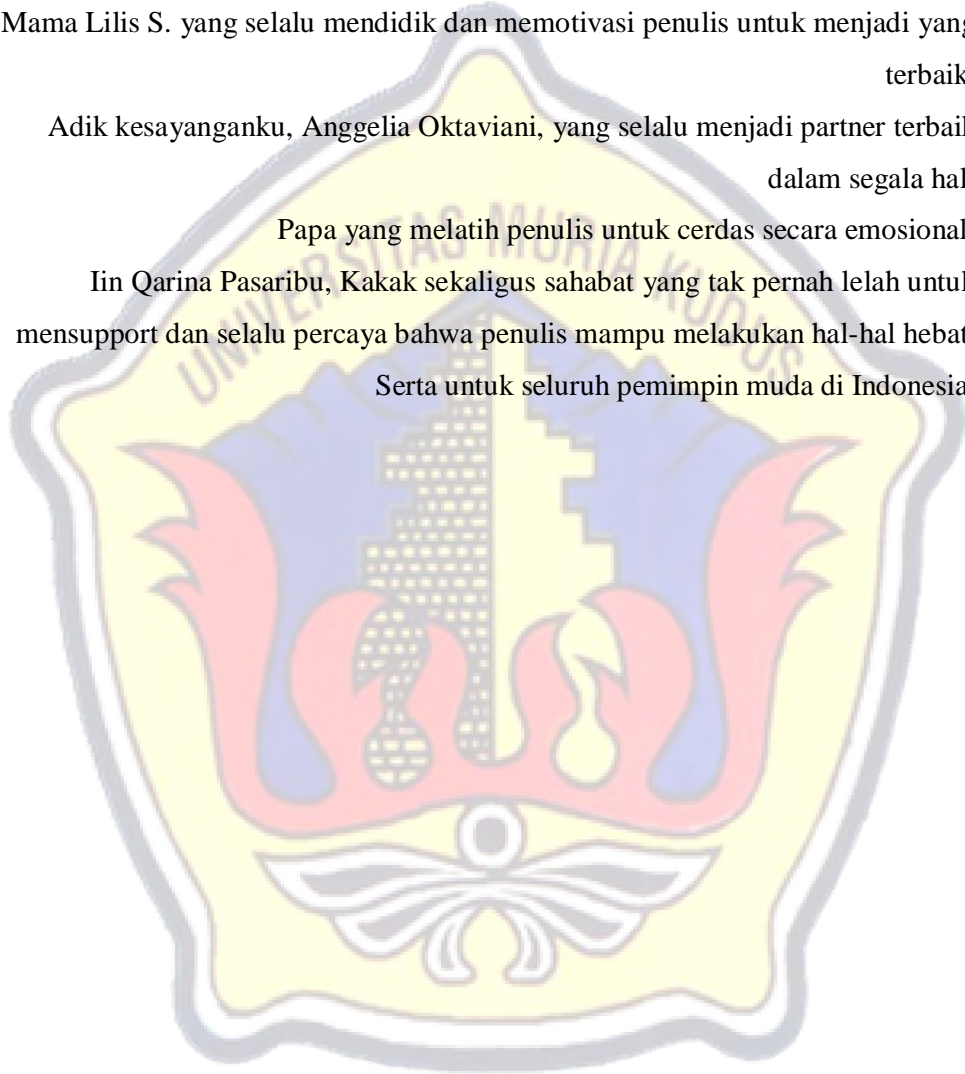 Mama Lilis S. yang selalu mendidik dan memotivasi penulis untuk menjadi yang
terbaik
Adik kesayanganku, Anggelia Oktaviani, yang selalu menjadi partner terbaik
dalam segala hal
Papa yang melatih penulis untuk cerdas secara emosional
Iin Qarina Pasaribu, Kakak sekaligus sahabat yang tak pernah lelah untuk
mensupport dan selalu percaya bahwa penulis mampu melakukan hal-hal hebat
Serta untuk seluruh pemimpin muda di Indonesia
UNIVERSITAS MURIA KUDUS